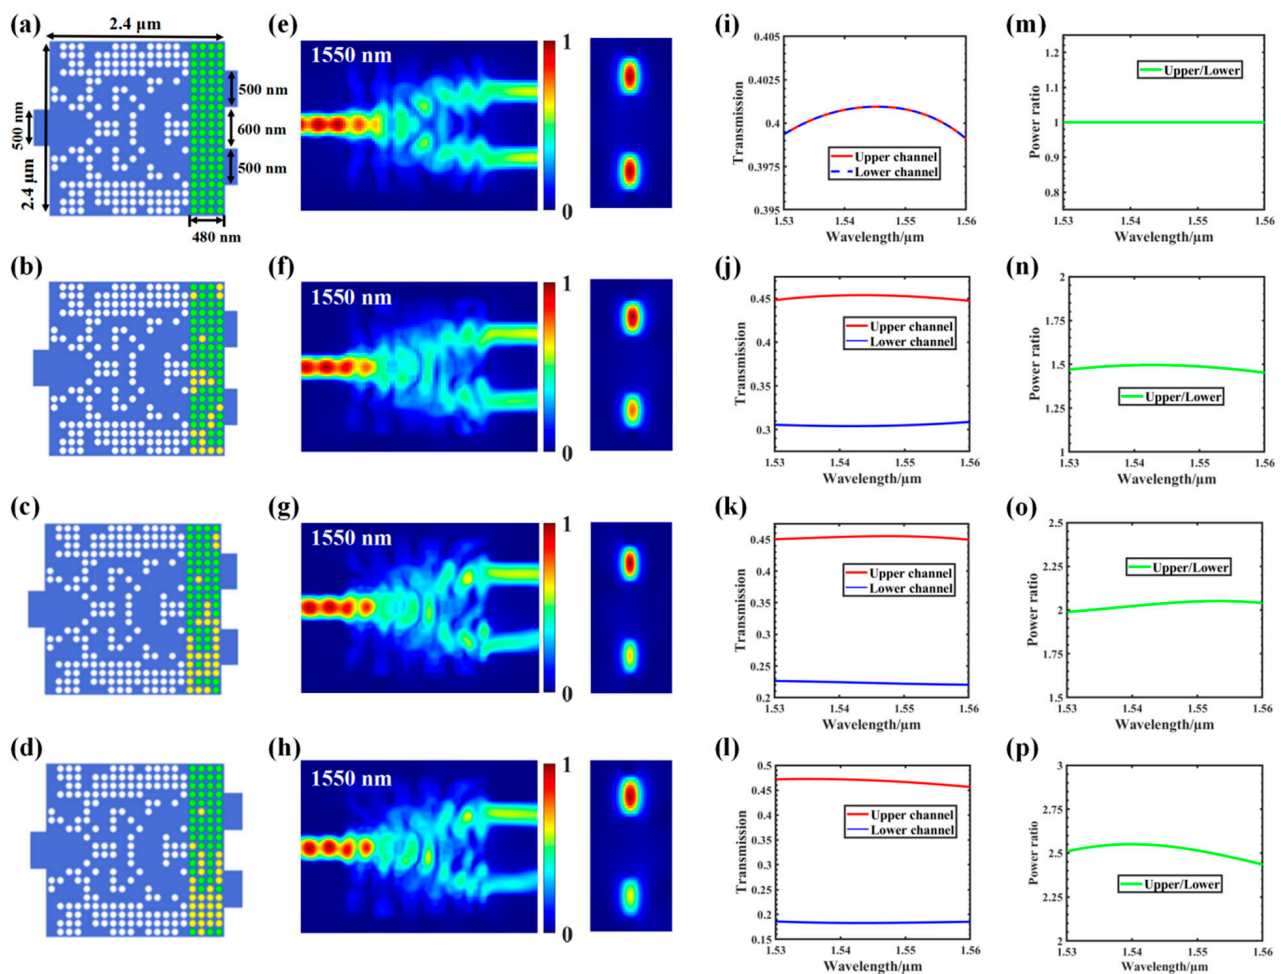 (a)
2.4 µm
500 nm
2.4 µm
500 nm
600 nm
500 nm
480 nm
(e)
1550 nm
1
0
(i)
0.405
0.4025
0.4
0.3975
0.395
Transmission
Upper channel
Lower channel
1.53
1.54
1.55
1.56
Wavelength/µm
(m)
1.2
1.1
1
0.9
0.8
Power ratio
Upper/Lower
1.53
1.54
1.55
1.56
Wavelength/µm
(b)
(f)
1550 nm
1
0
(j)
0.45
0.4
0.35
0.3
Transmission
Upper channel
Lower channel
1.53
1.54
1.55
1.56
Wavelength/µm
(n)
2
1.75
1.5
1.25
1
Power ratio
Upper/Lower
1.53
1.54
1.55
1.56
Wavelength/µm
(c)
(g)
1550 nm
1
0
(k)
0.45
0.4
0.35
0.3
0.25
0.2
Transmission
Upper channel
Lower channel
1.53
1.54
1.55
1.56
Wavelength/µm
(o)
2.5
2.25
2
1.75
1.5
Power ratio
Upper/Lower
1.53
1.54
1.55
1.56
Wavelength/µm
(d)
(h)
1550 nm
1
0
(l)
0.5
0.4
0.3
0.2
0.15
Transmission
Upper channel
Lower channel
1.53
1.54
1.55
1.56
Wavelength/µm
(p)
3
2.75
2.5
2.25
2
Power ratio
Upper/Lower
1.53
1.54
1.55
1.56
Wavelength/µm